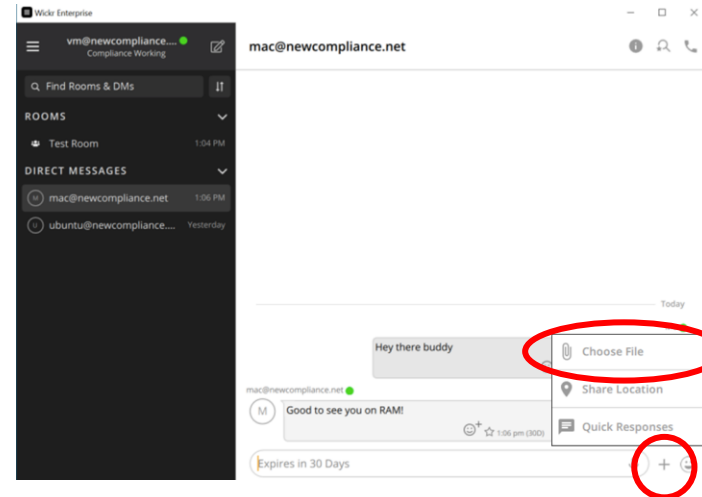 Wickr Enterprise
vm@newcompliance....
Compliance Working
mac@newcompliance.net
Find Rooms & DMs
ROOMS
Test Room 1:04 PM
DIRECT MESSAGES
M mac@newcompliance.net 1:06 PM
U ubuntu@newcompliance.... Yesterday
Today
Hey there buddy
Choose File
mac@newcompliance.net
Share Location
M Good to see you on RAM!
1:06 pm (30D)
Quick Responses
Expires in 30 Days